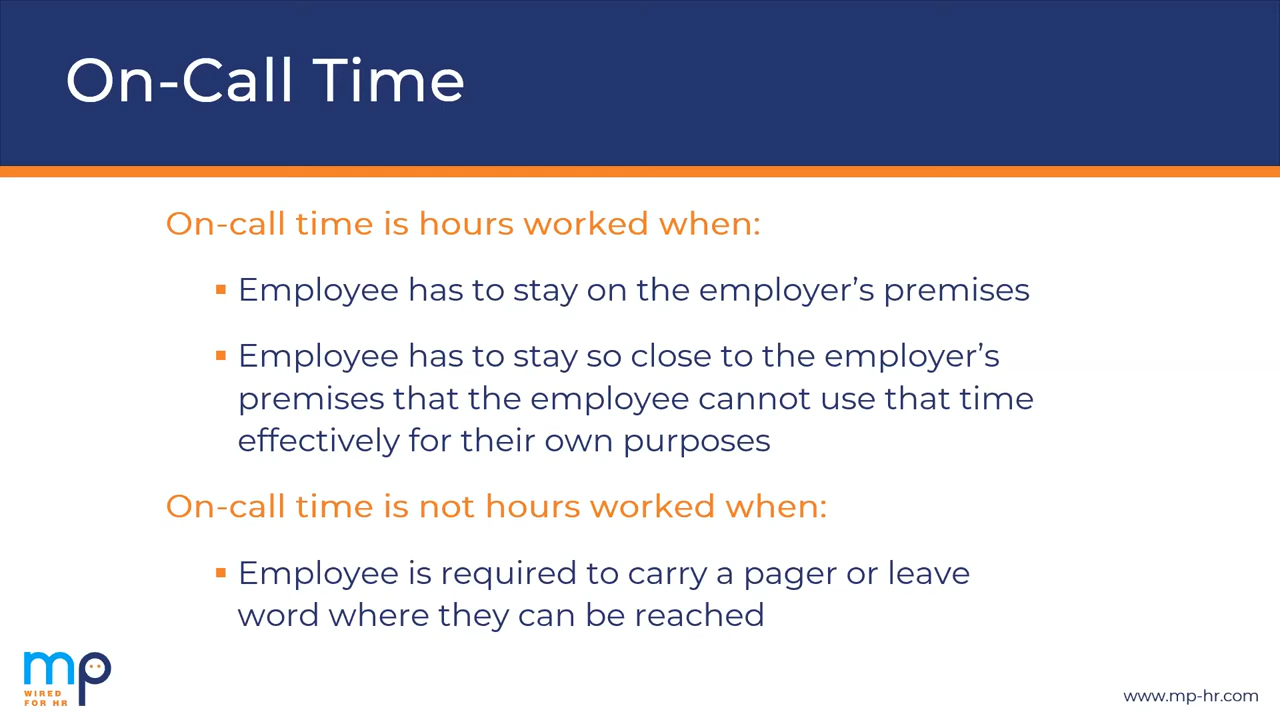 On-Call Time
On-call time is hours worked when:
▪ Employee has to stay on the employer’s premises
▪ Employee has to stay so close to the employer’s
premises that the employee cannot use that time
effectively for their own purposes
On-call time is not hours worked when:
▪ Employee is required to carry a pager or leave
word where they can be reached
mp
WIRED
FOR HR
www.mp-hr.com